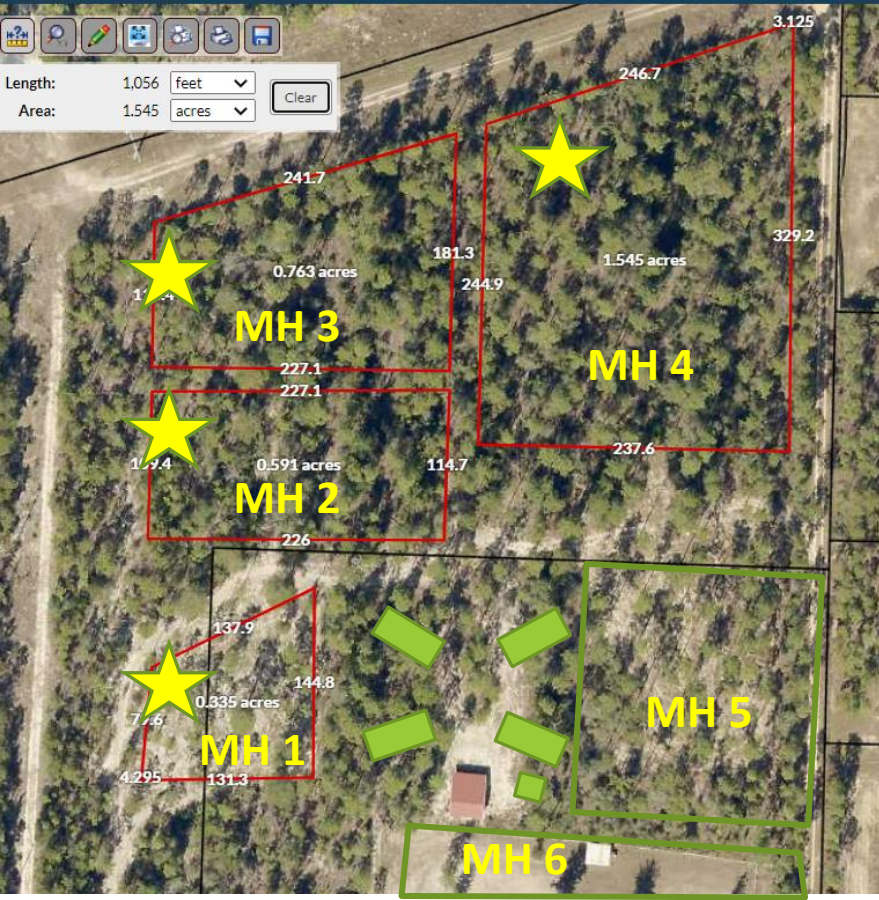 Length: 1,056 feet
Area: 1.545 acres
Clear
3.125
246.7
241.7
329.2
181.3
0.763 acres
1.545 acres
244.9
MH 3
MH 4
227.1
227.1
237.6
0.591 acres
114.7
MH 2
226
137.9
144.8
0.335 acres
MH 5
MH 1
4.295
131.3
MH 6